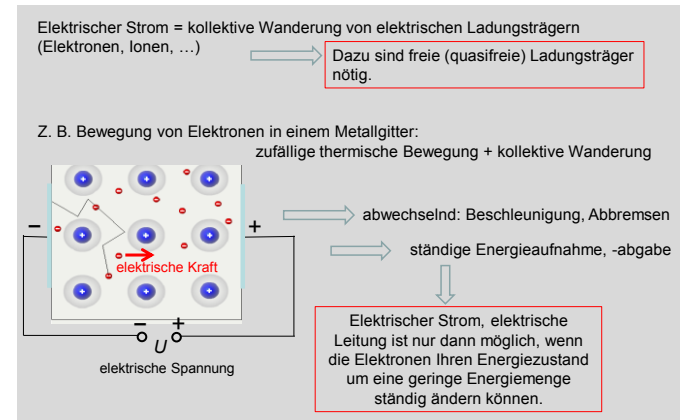 Elektrischer Strom = kollektive Wanderung von elektrischen Ladungsträgern
(Elektronen, Ionen, …)
Dazu sind freie (quasifreie) Ladungsträger
nötig.
Z. B. Bewegung von Elektronen in einem Metallgitter:
zufällige thermische Bewegung + kollektive Wanderung
+ + +
− +
+ + +
abwechselnd: Beschleunigung, Abbremsen
ständige Energieaufnahme, -abgabe
elektrische Kraft
+ + +
− +
U
elektrische Spannung
Elektrischer Strom, elektrische
Leitung ist nur dann möglich, wenn
die Elektronen Ihren Energiezustand
um eine geringe Energiemenge
ständig ändern können.